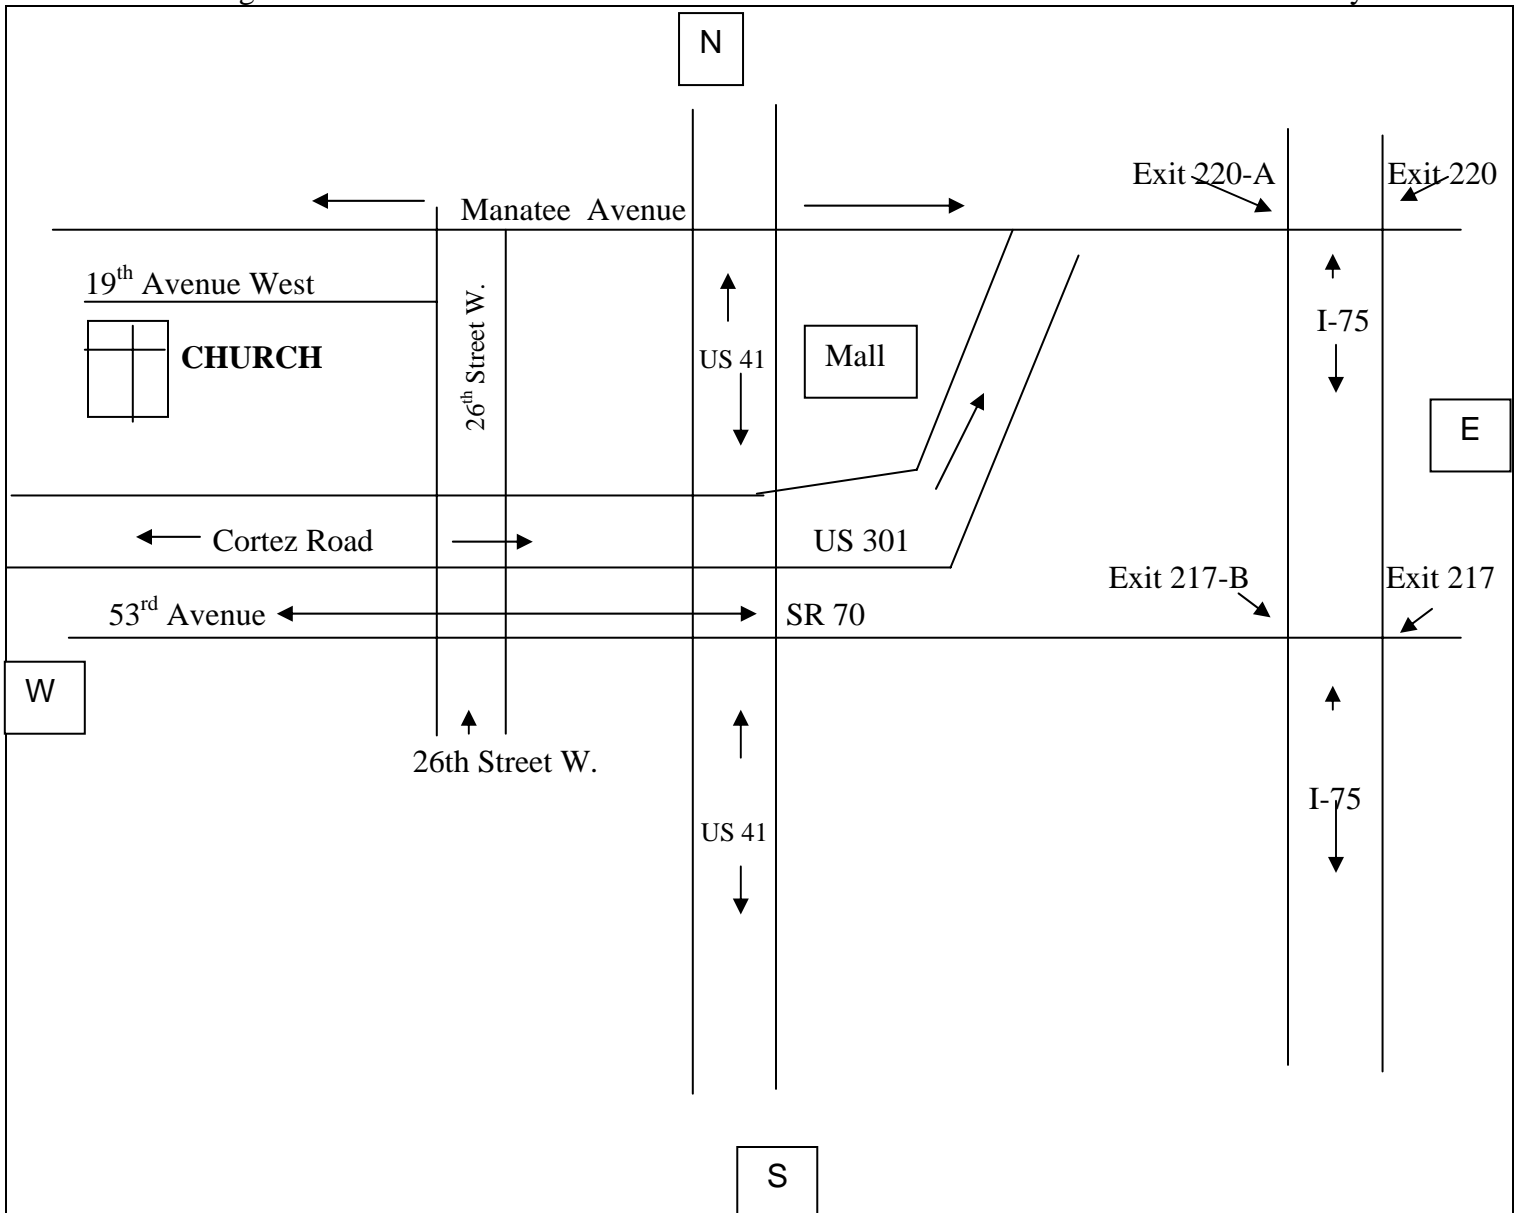 N
Exit 220-A
Exit 220
Manatee Avenue
19th Avenue West
26th Street W.
I-75
CHURCH
US 41
Mall
E
Cortez Road
US 301
Exit 217-B
Exit 217
53rd Avenue
SR 70
W
26th Street W.
I-75
US 41
S